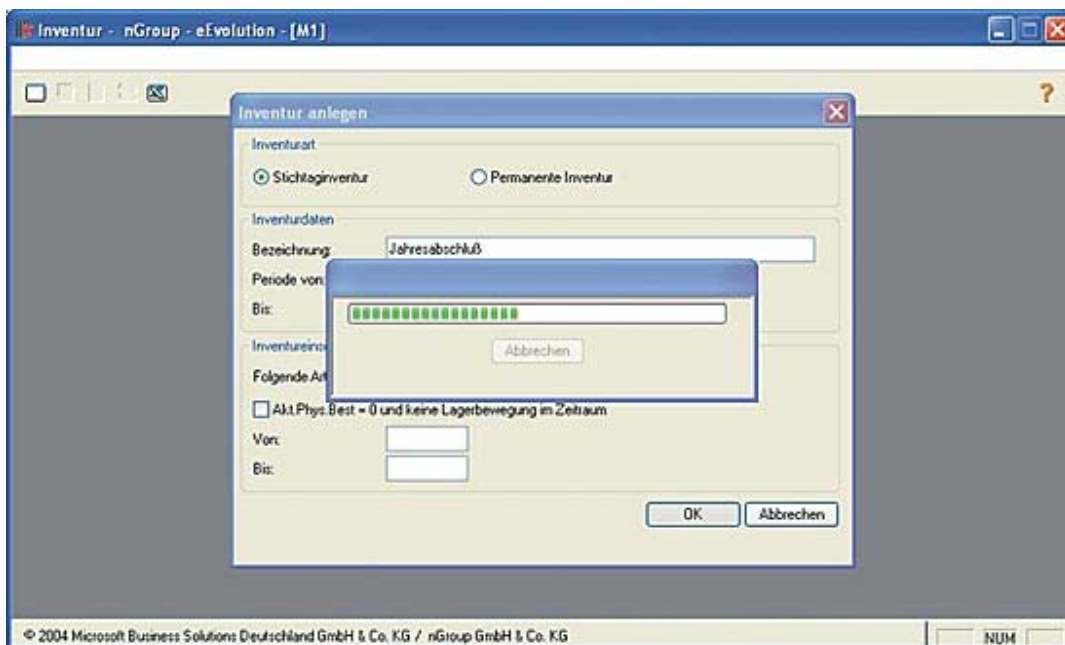 Inventur - nGroup - eEvolution - [M1]
?
Inventur anlegen
Inventurart
Stichtaginventur Permanente Inventur
Inventurdaten
Bezeichnung: Jahresabschluß
Periode von:
Bis:
Abbrechen
Folgende
Akt.Phys.Best = 0 und keine Lagerbewegung im Zeitraum
Von:
Bis:
OK Abbrechen
© 2004 Microsoft Business Solutions Deutschland GmbH & Co. KG / nGroup GmbH & Co. KG
NUM